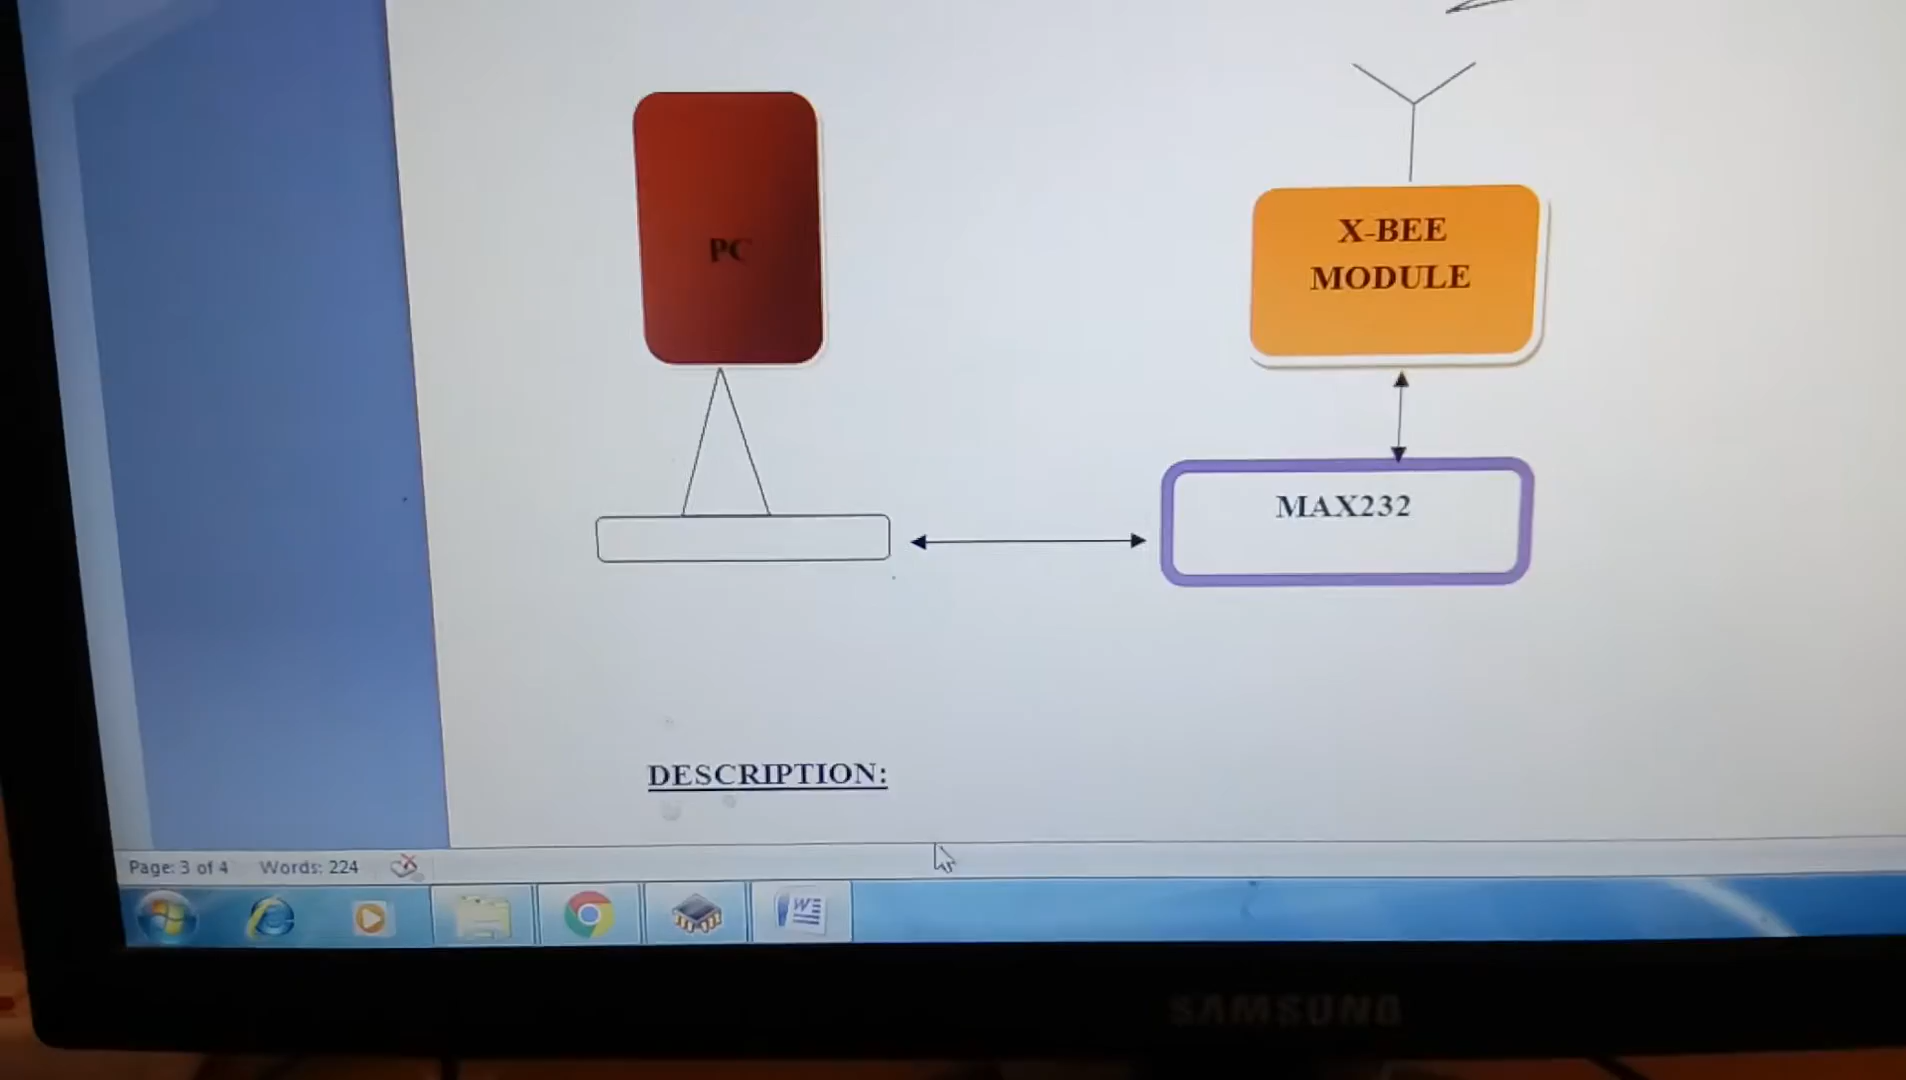 X-BEE
MODULE
PC
MAX232
DESCRIPTION:
Page: 3 of 4 Words: 224
SAMSUNG